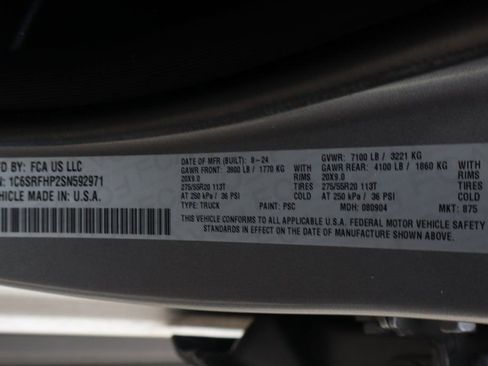 D BY: FCA US LLC
N: 1C6SRFHP2SN592971
VEHICLE MADE IN: U.S.A.
DATE OF MFR (BUILT): 8-24
GAWR FRONT: 3900 LB / 1770 KG WITH
20X9.0 RIMS
275/55R20 113T TIRES
AT 250 kPa / 36 PSI COLD
TYPE: TRUCK PAINT: PSC
GVWR: 7100 LB / 3221 KG
GAWR REAR: 4100 LB / 1860 KG WITH
20X9.0 RIMS
275/55R20 113T TIRES
AT 250 kPa / 36 PSI COLD
MDH: 080904 MKT: 875
THIS VEHICLE CONFORMS TO ALL APPLICABLE U.S.A. FEDERAL MOTOR VEHICLE SAFETY
STANDARDS IN EFFECT ON THE DATE OF MANUFACTURE SHOWN ABOVE.